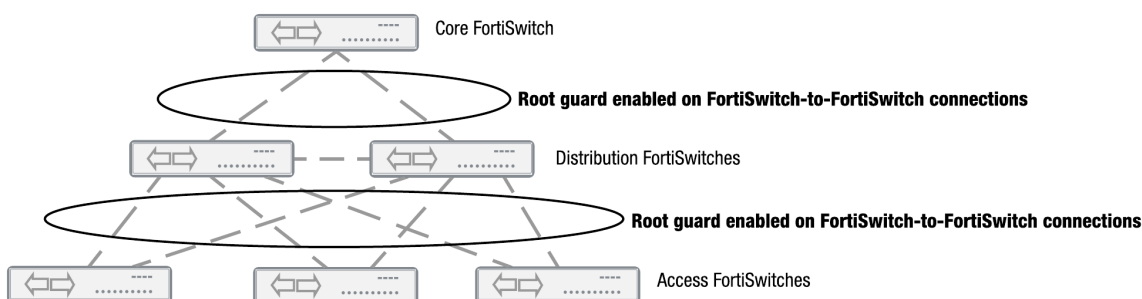 Core FortiSwitch
Root guard enabled on FortiSwitch-to-FortiSwitch connections
Distribution FortiSwitches
Root guard enabled on FortiSwitch-to-FortiSwitch connections
Access FortiSwitches